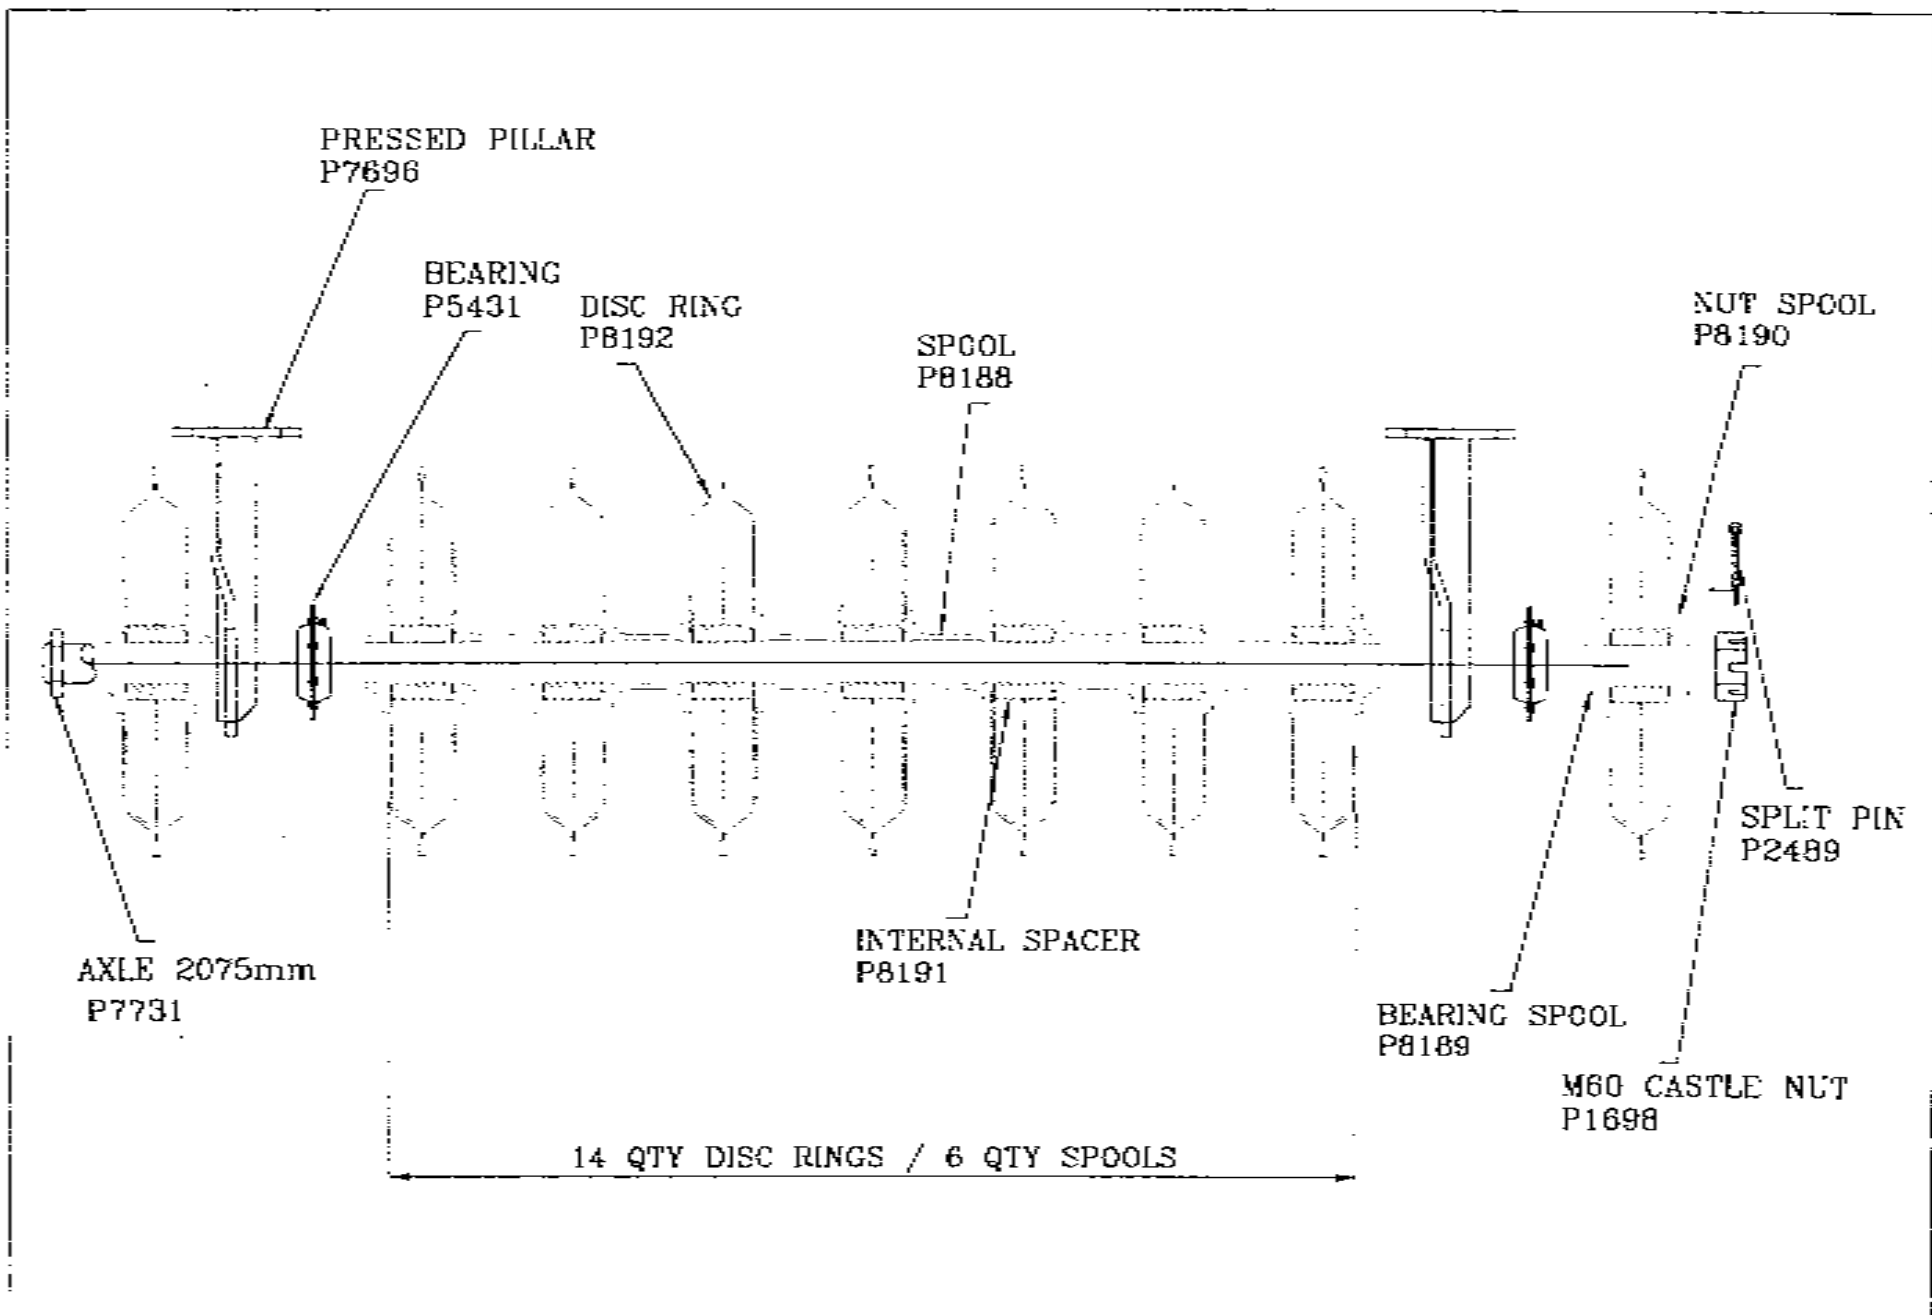 PRESSED PILLAR
P7696
BEARING
P5431
DISC RING
P8192
SPOOL
P8188
NUT SPOOL
P8190
SPLIT PIN
P2489
INTERNAL SPACER
P8191
AXLE 2075mm
P7731
BEARING SPOOL
P8189
M60 CASTLE NUT
P1698
14 QTY DISC RINGS / 6 QTY SPOOLS